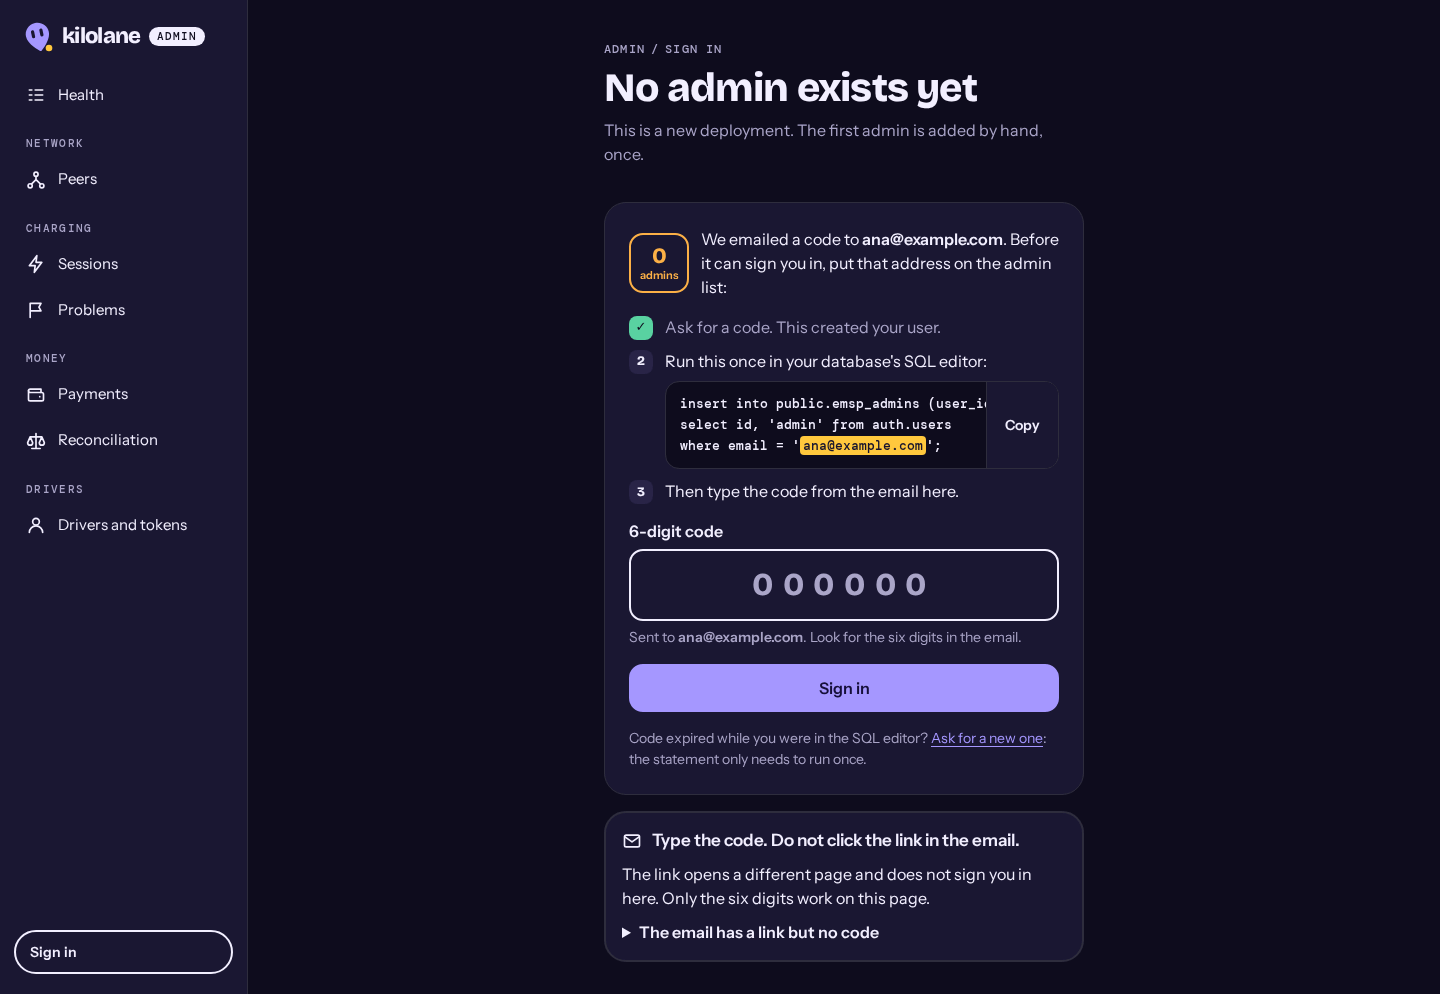 kilolane ADMIN
Health
NETWORK
Peers
CHARGING
Sessions
Problems
MONEY
Payments
Reconciliation
DRIVERS
Drivers and tokens
Sign in
ADMIN / SIGN IN
No admin exists yet
This is a new deployment. The first admin is added by hand,
once.
0
admins
We emailed a code to ana@example.com. Before
it can sign you in, put that address on the admin
list:
✓ Ask for a code. This created your user.
2 Run this once in your database's SQL editor:
insert into public.emsp_admins (user_id
select id, 'admin' from auth.users
where email = 'ana@example.com';
Copy
3 Then type the code from the email here.
6-digit code
000000
Sent to ana@example.com. Look for the six digits in the email.
Sign in
Code expired while you were in the SQL editor? Ask for a new one:
the statement only needs to run once.
Type the code. Do not click the link in the email.
The link opens a different page and does not sign you in
here. Only the six digits work on this page.
The email has a link but no code